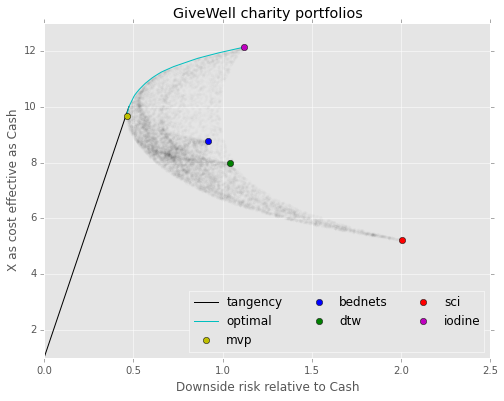 GiveWell charity portfolios
X as cost effective as Cash
12
10
8
6
4
2
tangency
optimal
mvp
bednets
dtw
sci
iodine
0.0 0.5 1.0 1.5 2.0 2.5
Downside risk relative to Cash